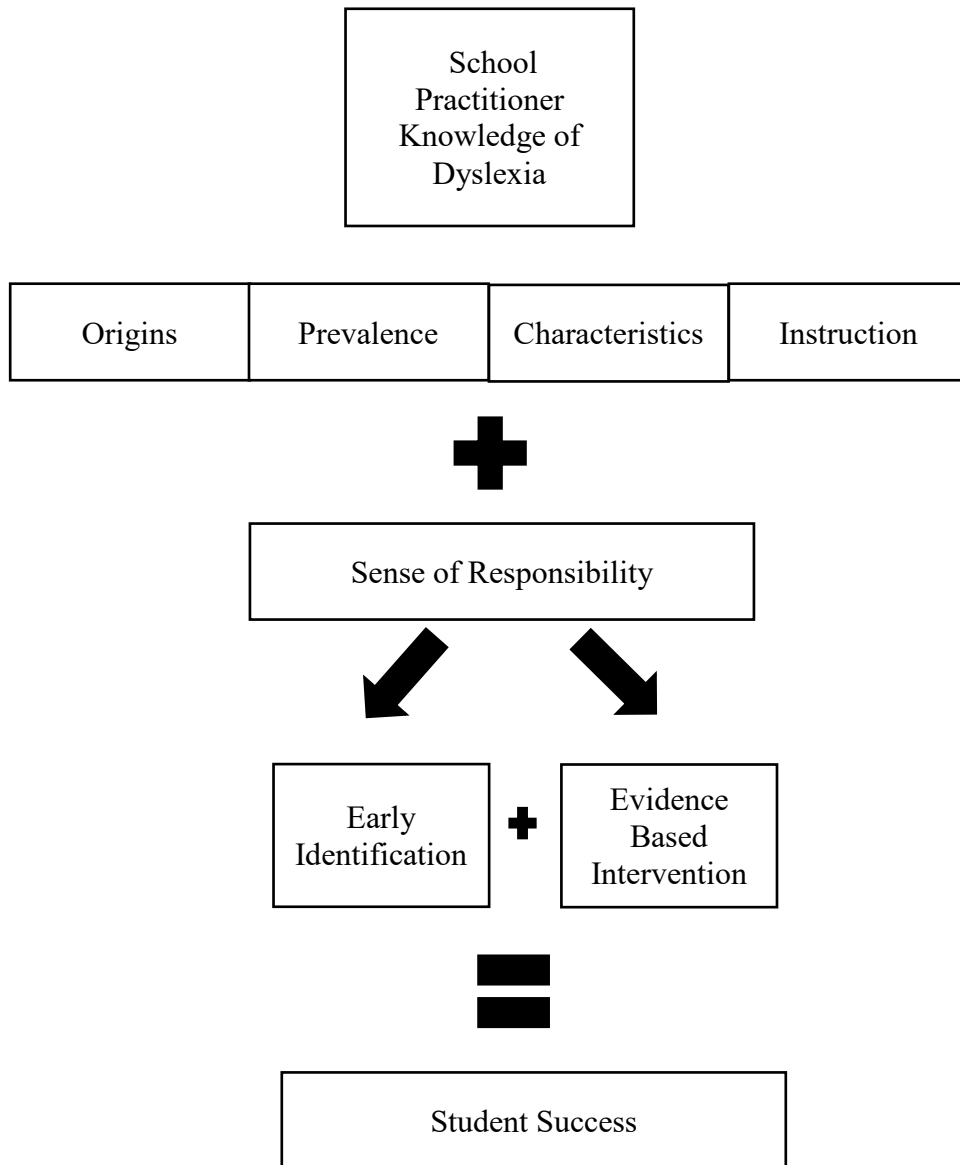 School
Practitioner
Knowledge of
Dyslexia
Origins
Prevalence
Characteristics
Instruction
Sense of Responsibility
Early
Identification
Evidence
Based
Intervention
Student Success